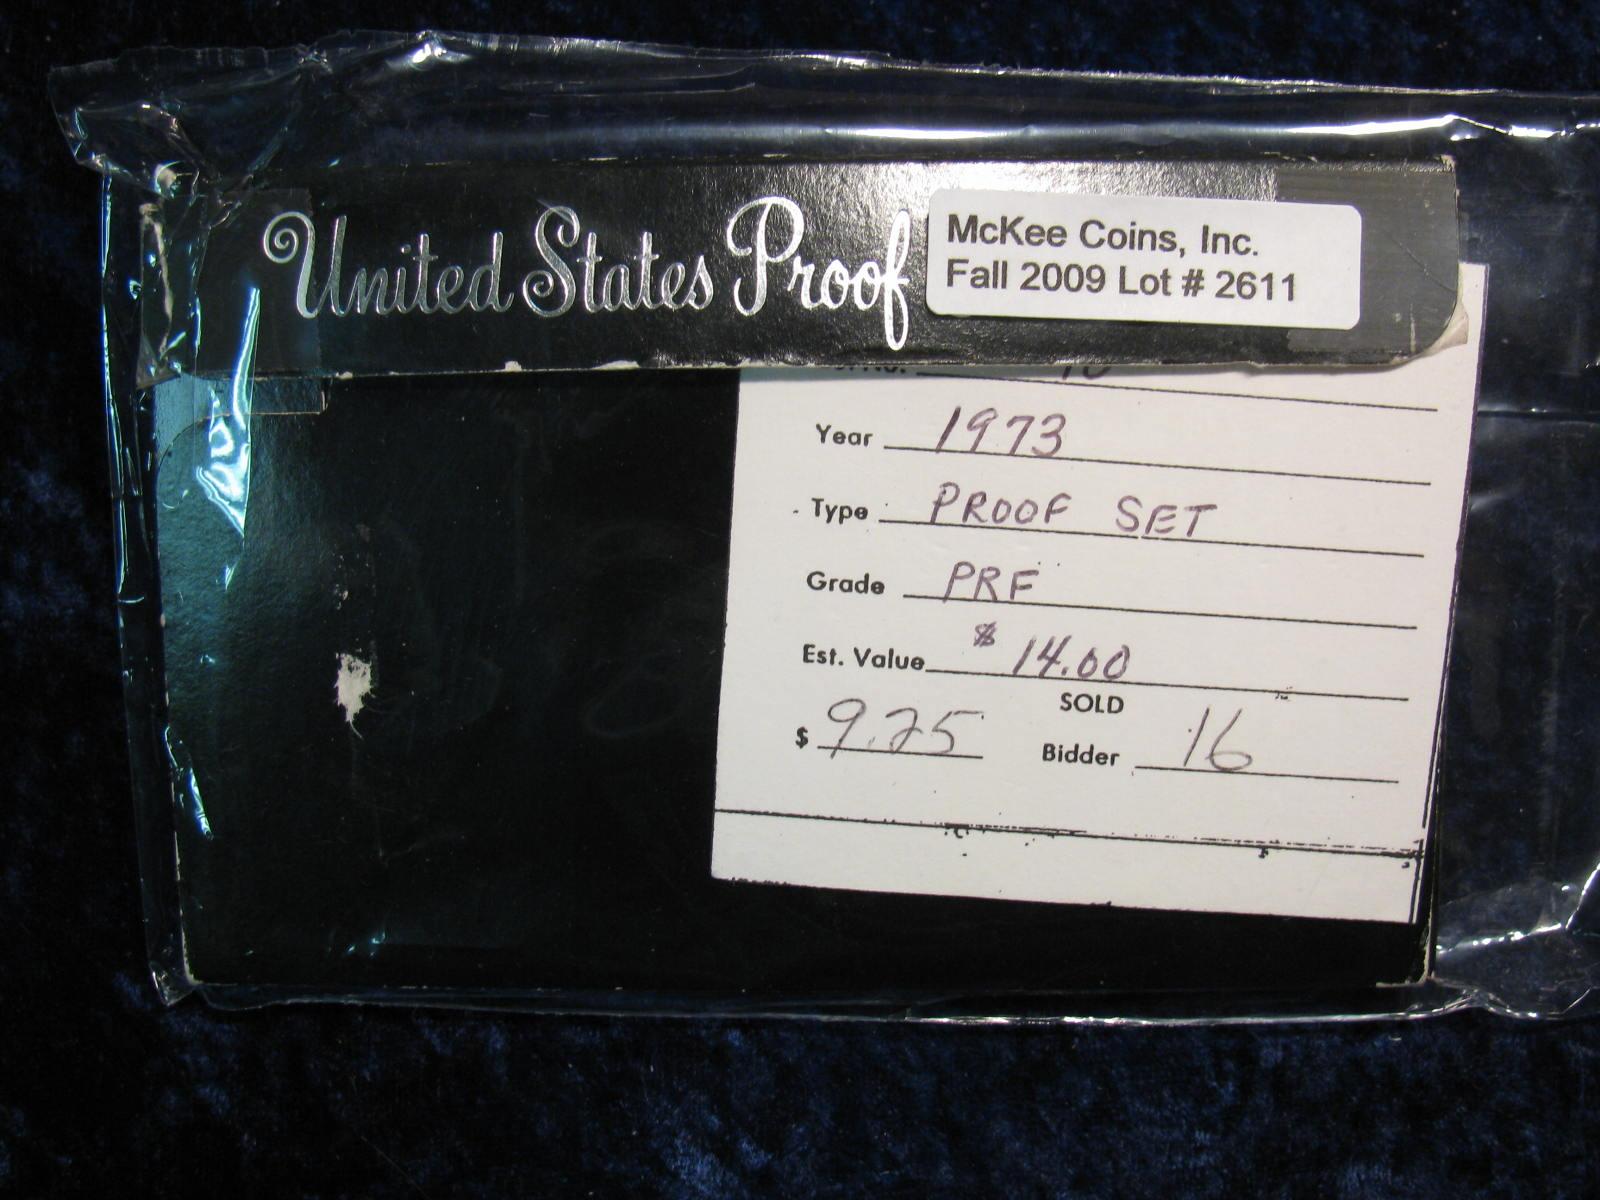 United States Proof
McKee Coins, Inc.
Fall 2009 Lot # 2611
Year 1973
Type PROOF SET
Grade PRF
Est. Value $ 14.00
SOLD
$ 9.25 Bidder 16